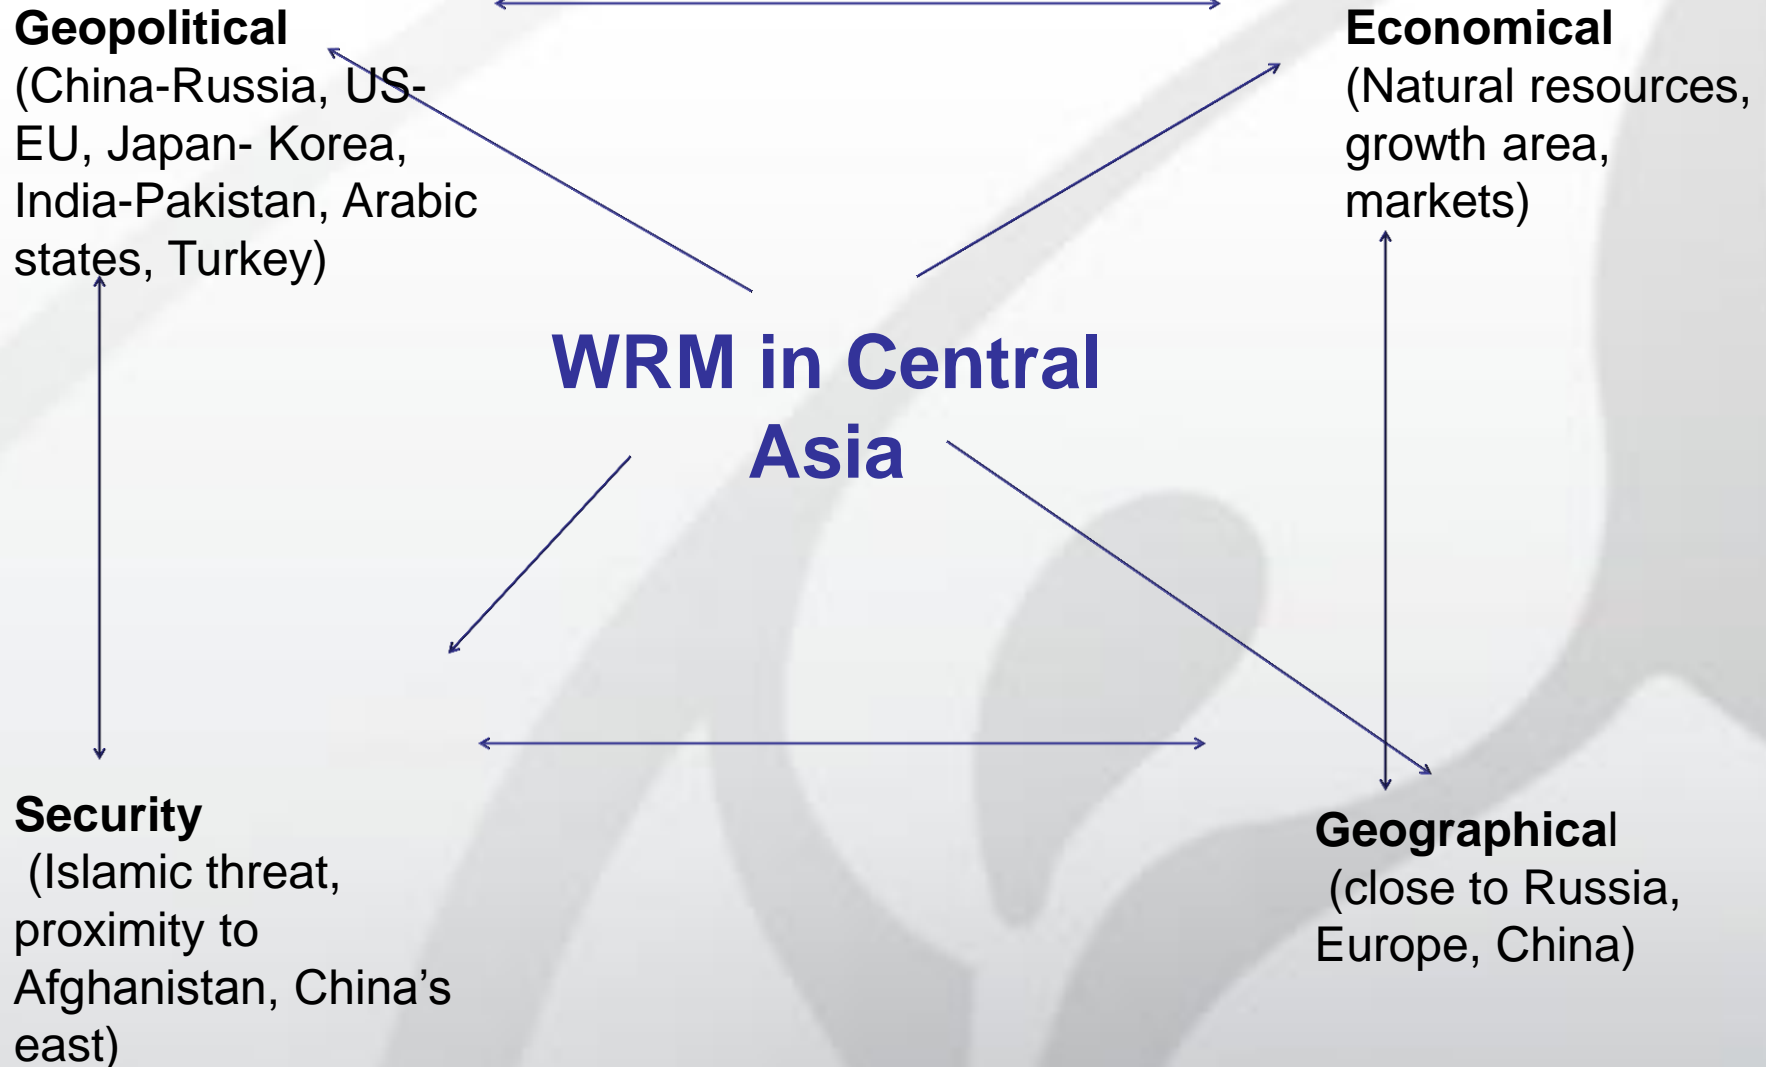 Geopolitical
(China-Russia, US-
EU, Japan- Korea,
India-Pakistan, Arabic
states, Turkey)
Economical
(Natural resources,
growth area,
markets)
WRM in Central
Asia
Security
(Islamic threat,
proximity to
Afghanistan, China’s
east)
Geographical
(close to Russia,
Europe, China)